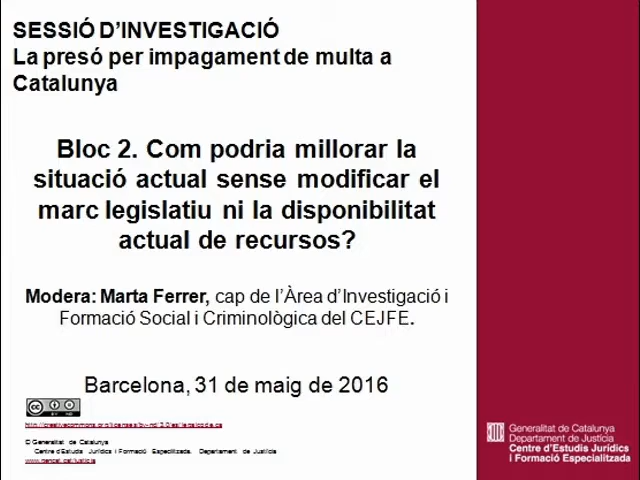 SESSIÓ D'INVESTIGACIÓ
La presó per impagament de multa a
Catalunya
Bloc 2. Com podria millorar la
situació actual sense modificar el
marc legislatiu ni la disponibilitat
actual de recursos?
Modera: Marta Ferrer, cap de l'Àrea d'Investigació i
Formació Social i Criminològica del CEJFE.
Barcelona, 31 de maig de 2016
© Generalitat de Catalunya
Centre d'Estudis Jurídics i Formació Especialitzada. Departament de Justícia
Generalitat de Catalunya
Departament de Justícia
Centre d'Estudis Jurídics
i Formació Especialitzada